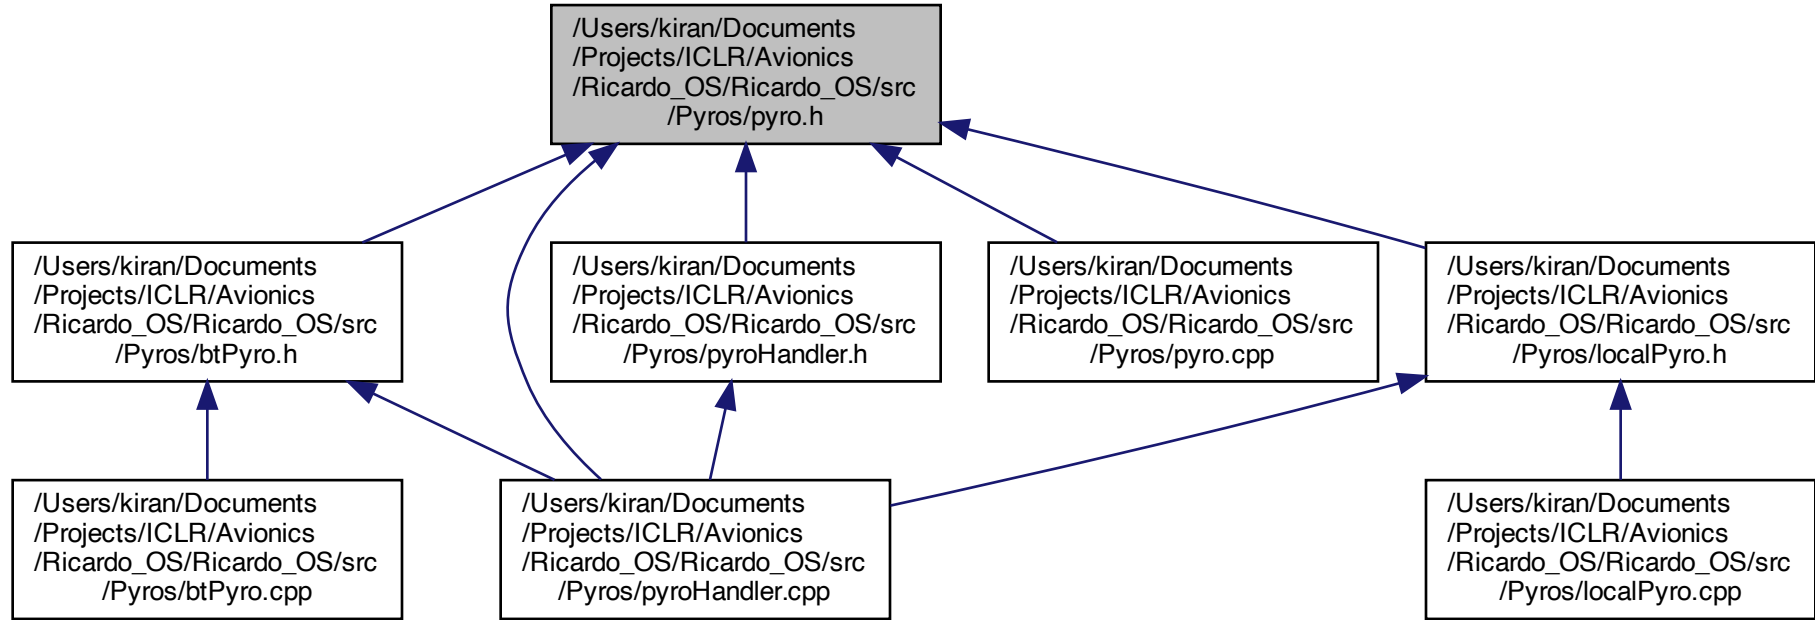 /Users/kiran/Documents
/Projects/ICLR/Avionics
/Ricardo_OS/Ricardo_OS/src
/Pyros/pyro.h
/Users/kiran/Documents
/Projects/ICLR/Avionics
/Ricardo_OS/Ricardo_OS/src
/Pyros/btPyro.h
/Users/kiran/Documents
/Projects/ICLR/Avionics
/Ricardo_OS/Ricardo_OS/src
/Pyros/pyroHandler.h
/Users/kiran/Documents
/Projects/ICLR/Avionics
/Ricardo_OS/Ricardo_OS/src
/Pyros/pyro.cpp
/Users/kiran/Documents
/Projects/ICLR/Avionics
/Ricardo_OS/Ricardo_OS/src
/Pyros/localPyro.h
/Users/kiran/Documents
/Projects/ICLR/Avionics
/Ricardo_OS/Ricardo_OS/src
/Pyros/btPyro.cpp
/Users/kiran/Documents
/Projects/ICLR/Avionics
/Ricardo_OS/Ricardo_OS/src
/Pyros/pyroHandler.cpp
/Users/kiran/Documents
/Projects/ICLR/Avionics
/Ricardo_OS/Ricardo_OS/src
/Pyros/localPyro.cpp